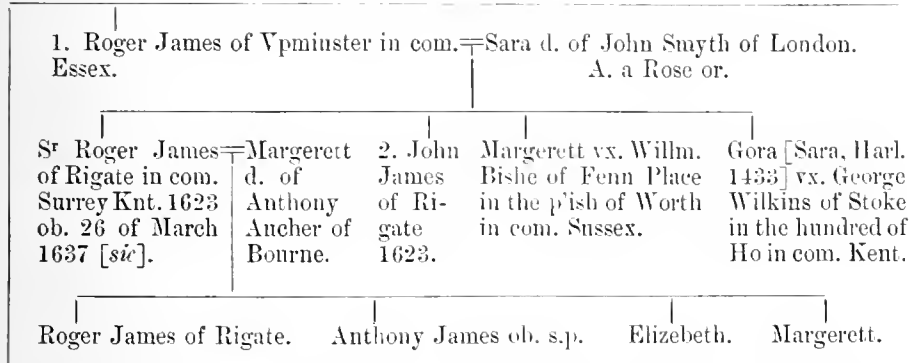 1. Roger James of Vpminster in com.=Sara d. of John Smyth of London.
Essex. A. a Rose or.
Sʳ Roger James=Margerett
of Rigate in com. d. of
Surrey Knt. 1623 Anthony
ob. 26 of March Aucher of
1637 [sic]. Bourne.
2. John
James
of Ri-
gate
1623.
Margerett vx. Willm.
Bishe of Fenn Place
in the p'ish of Worth
in com. Sussex.
Gora [Sara, Harl.
1433] vx. George
Wilkins of Stoke
in the hundred of
Ho in com. Kent.
Roger James of Rigate. Anthony James ob. s.p. Elizebeth. Margerett.